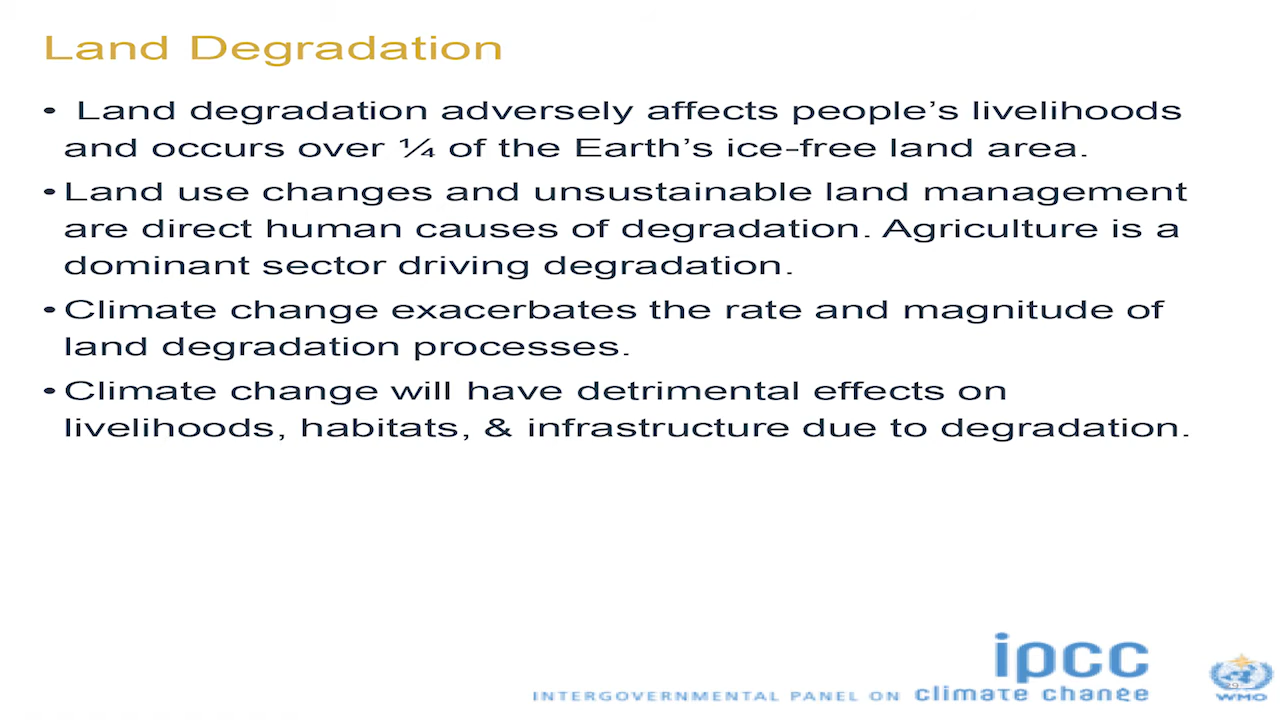 Land Degradation
• Land degradation adversely affects people’s livelihoods
and occurs over ¼ of the Earth’s ice-free land area.
• Land use changes and unsustainable land management
are direct human causes of degradation. Agriculture is a
dominant sector driving degradation.
• Climate change exacerbates the rate and magnitude of
land degradation processes.
• Climate change will have detrimental effects on
livelihoods, habitats, & infrastructure due to degradation.
ipcc
INTERGOVERNMENTAL PANEL ON climate change
WMO